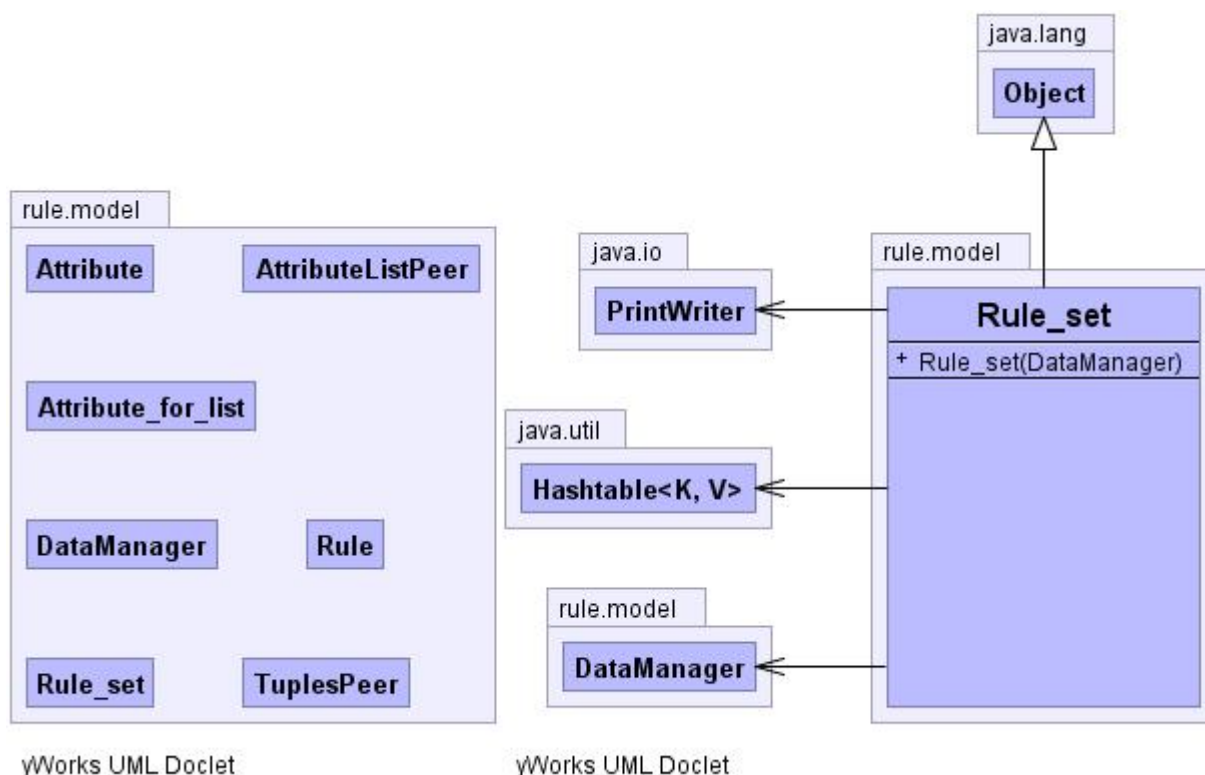 java.lang
Object
rule.model
Attribute
AttributeListPeer
Attribute_for_list
DataManager
Rule
Rule_set
TuplesPeer
yWorks UML Doclet
java.io
PrintWriter
java.util
Hashtable<K, V>
rule.model
DataManager
rule.model
Rule_set
+ Rule_set(DataManager)
yWorks UML Doclet